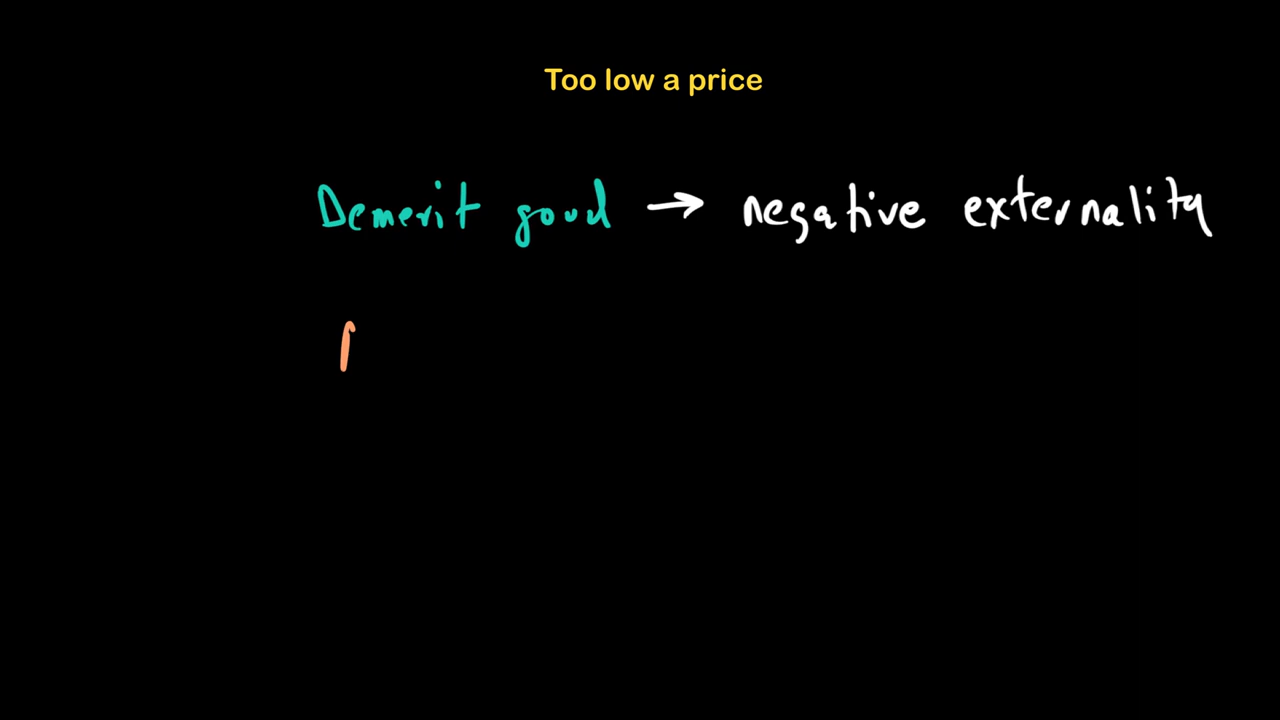 Too low a price
Demerit good → negative externality